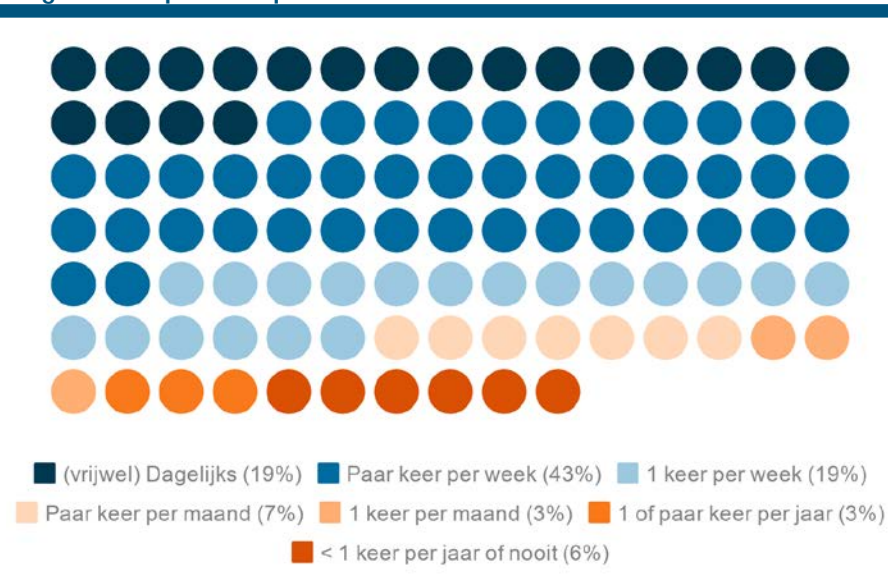 (vrijwel) Dagelijks (19%) Paar keer per week (43%) 1 keer per week (19%)
Paar keer per maand (7%) 1 keer per maand (3%) 1 of paar keer per jaar (3%)
< 1 keer per jaar of nooit (6%)